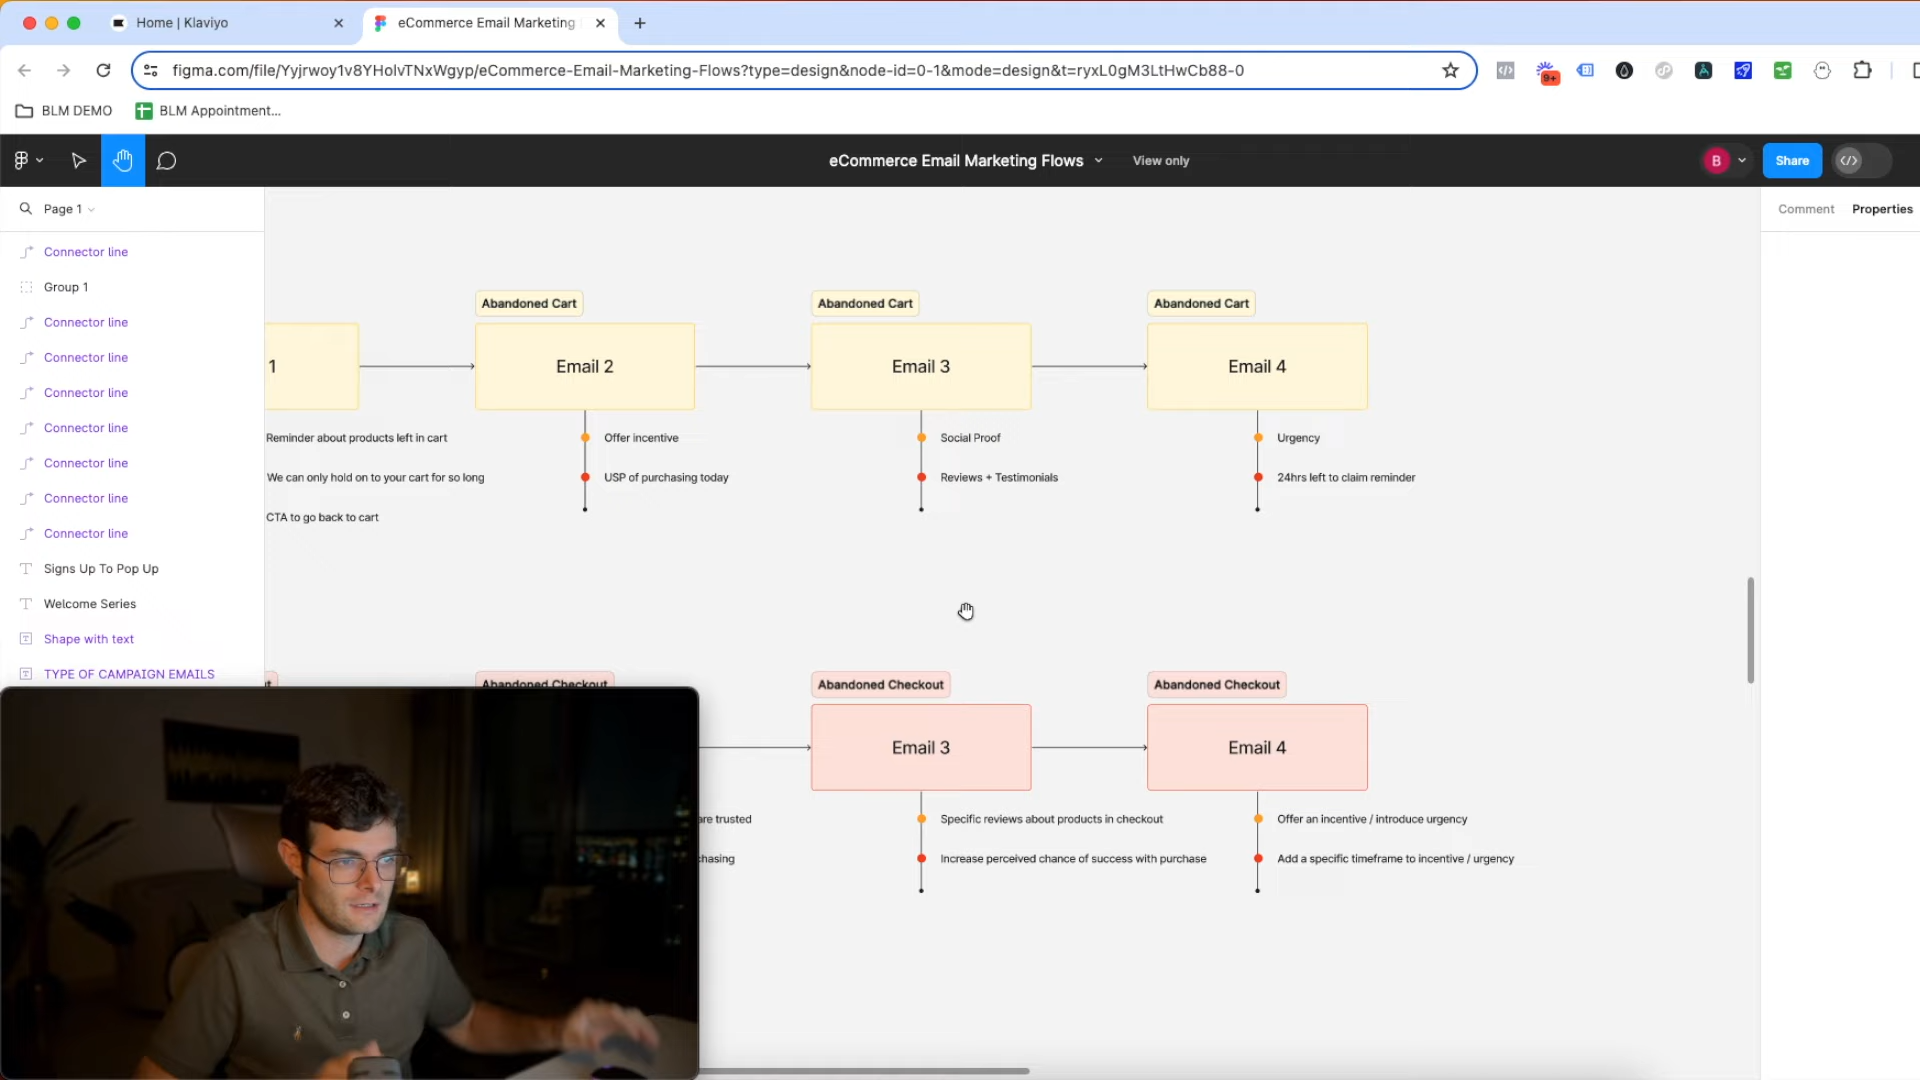 Home | Klaviyo
eCommerce Email Marketing
figma.com/file/Yyjrwoy1v8YHolvTNxWgyp/eCommerce-Email-Marketing-Flows?type=design&node-id=0-1&mode=design&t=ryxL0gM3LtHwCb88-0
9+
BLM DEMO
BLM Appointment...
eCommerce Email Marketing Flows
View only
B
Share
Page 1
Comment
Properties
Connector line
Group 1
Connector line
Connector line
Connector line
Connector line
Connector line
Connector line
Connector line
Signs Up To Pop Up
Welcome Series
Shape with text
TYPE OF CAMPAIGN EMAILS
Abandoned Cart
Abandoned Cart
Abandoned Cart
1
Email 2
Email 3
Email 4
Reminder about products left in cart
Offer incentive
Social Proof
Urgency
We can only hold on to your cart for so long
USP of purchasing today
Reviews + Testimonials
24hrs left to claim reminder
CTA to go back to cart
Abandoned Checkout
Abandoned Checkout
Abandoned Checkout
Email 3
Email 4
are trusted
Specific reviews about products in checkout
Offer an incentive / introduce urgency
chasing
Increase perceived chance of success with purchase
Add a specific timeframe to incentive / urgency